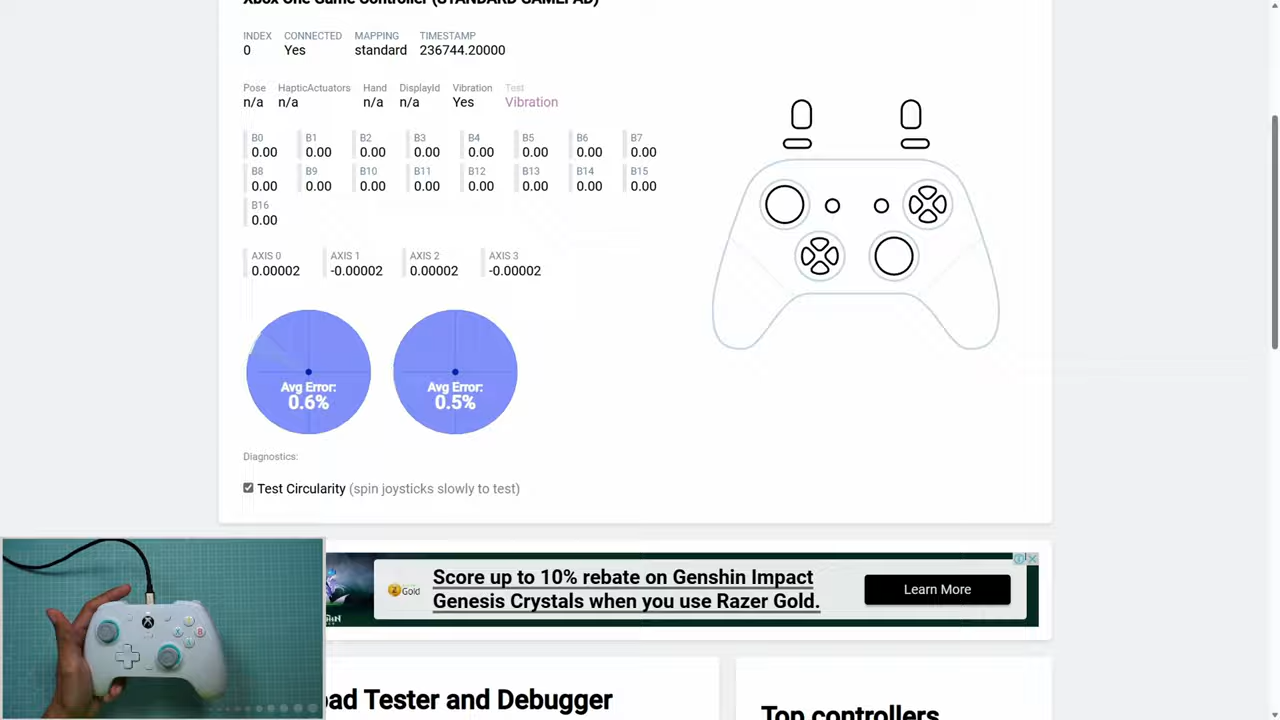 Xbox One Game Controller (STANDARD GAMEPAD)
INDEX CONNECTED MAPPING TIMESTAMP
0 Yes standard 236744.20000
Pose HapticActuators Hand DisplayId Vibration Test
n/a n/a n/a n/a Yes Vibration
B0 B1 B2 B3 B4 B5 B6 B7
0.00 0.00 0.00 0.00 0.00 0.00 0.00 0.00
B8 B9 B10 B11 B12 B13 B14 B15
0.00 0.00 0.00 0.00 0.00 0.00 0.00 0.00
B16
0.00
AXIS 0 AXIS 1 AXIS 2 AXIS 3
0.00002 -0.00002 0.00002 -0.00002
Avg Error: Avg Error:
0.6% 0.5%
Diagnostics:
Test Circularity (spin joysticks slowly to test)
Gold
Score up to 10% rebate on Genshin Impact
Genesis Crystals when you use Razer Gold.
Learn More
X Y B A
ad Tester and Debugger
Top controllers